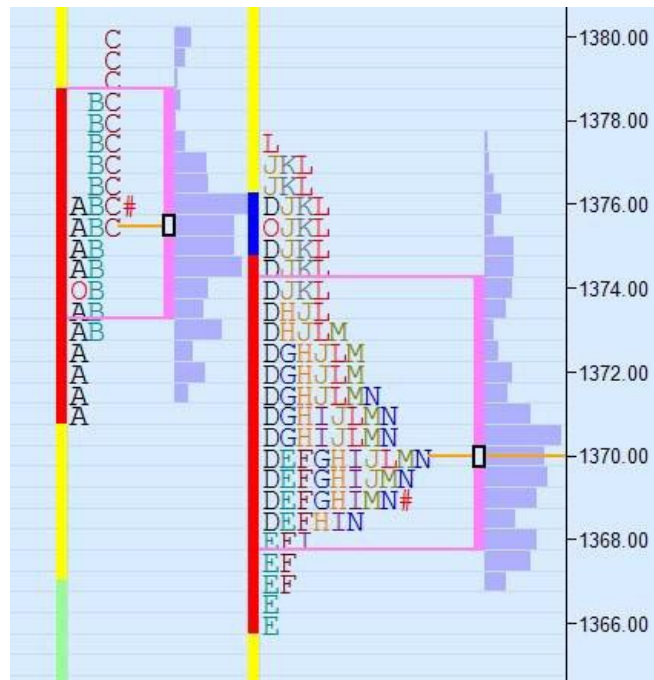 C
C
C
BC
BC
BC
BC
BC
ABC#
ABC
AB
AB
OB
AB
AB
A
A
A
A
L
JKL
JKL
DJKL
OJKL
DJKL
DJKL
DJKL
DHJL
DHJLM
DGHJLM
DGHJLM
DGHJLMN
DGHIJLMN
DGHIJLMN
DEFGHIJLMN
DEFGHIJMN
DEFGHIMN#
DEFHIN
EFI
EF
EF
E
E
1380.00
1378.00
1376.00
1374.00
1372.00
1370.00
1368.00
1366.00